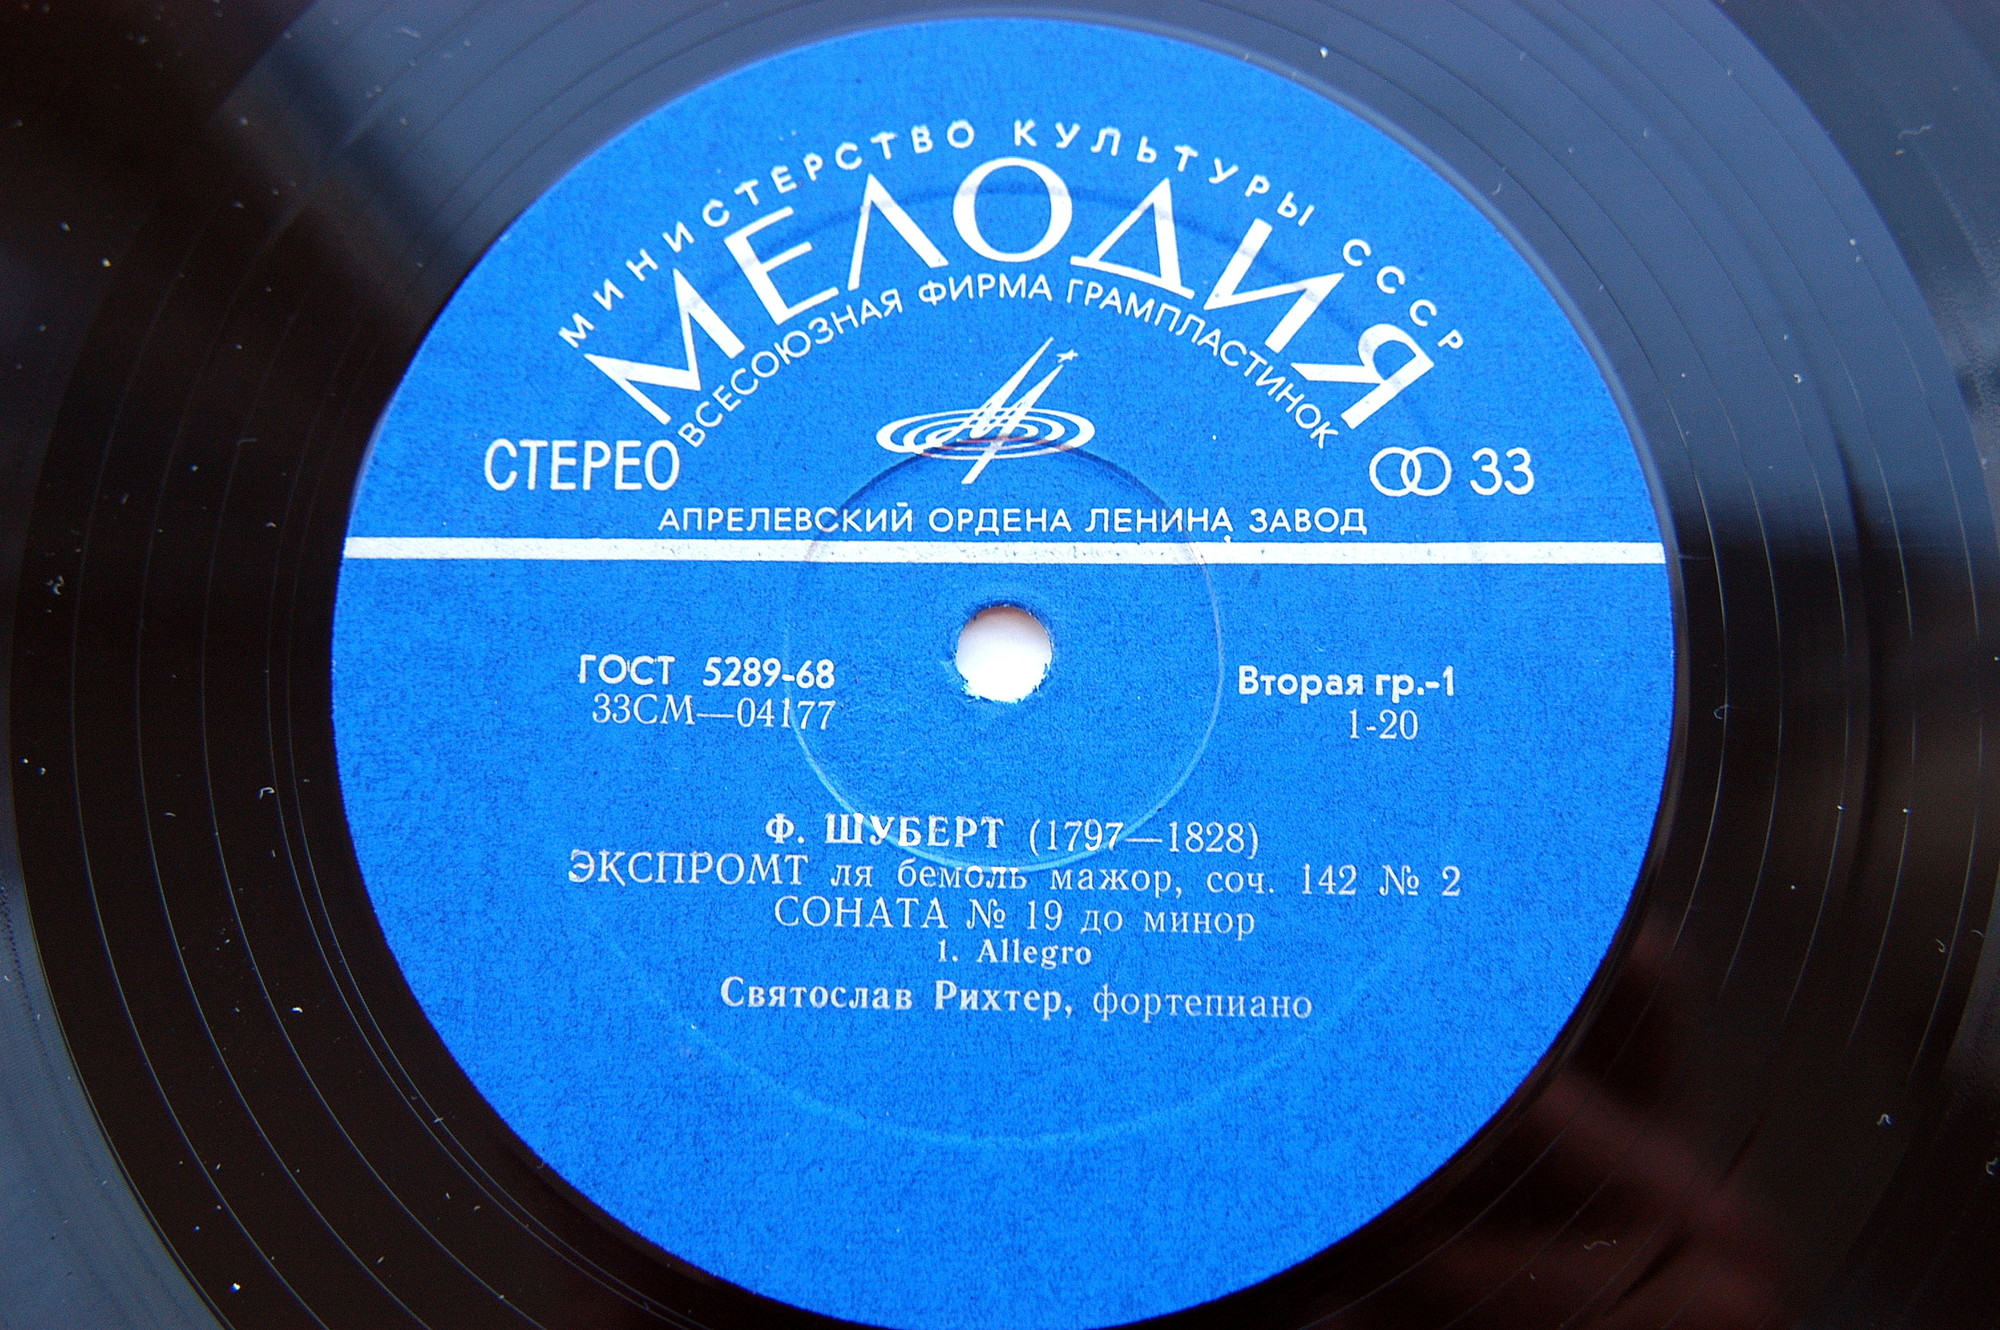 МИНИСТЕРСТВО КУЛЬТУРЫ СССР
МЕЛОДИЯ
ВСЕСОЮЗНАЯ ФИРМА ГРАМПЛАСТИНОК
СТЕРЕО 33
АПРЕЛЕВСКИЙ ОРДЕНА ЛЕНИНА ЗАВОД
ГОСТ 5289-68 Вторая гр.-1
33СМ—04177 1-20
Ф. ШУБЕРТ (1797—1828)
ЭКСПРОМТ ля бемоль мажор, соч. 142 № 2
СОНАТА № 19 до минор
1. Allegro
Святослав Рихтер, фортепиано